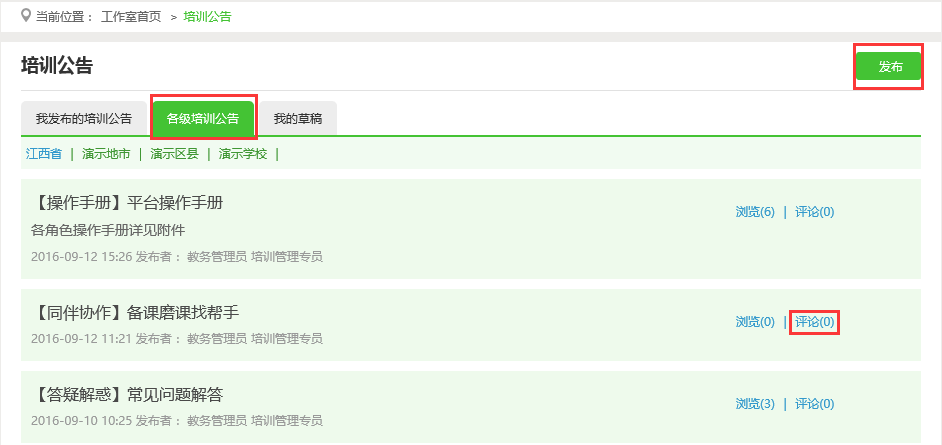 当前位置： 工作室首页 > 培训公告
培训公告
发布
我发布的培训公告 各级培训公告 我的草稿
江西省 | 演示地市 | 演示区县 | 演示学校 |
【操作手册】平台操作手册
浏览(6) | 评论(0)
各角色操作手册详见附件
2016-09-12 15:26 发布者： 教务管理员 培训管理专员
【同伴协作】备课磨课找帮手
浏览(0) | 评论(0)
2016-09-12 11:21 发布者： 教务管理员 培训管理专员
【答疑解惑】常见问题解答
浏览(3) | 评论(0)
2016-09-10 10:25 发布者： 教务管理员 培训管理专员